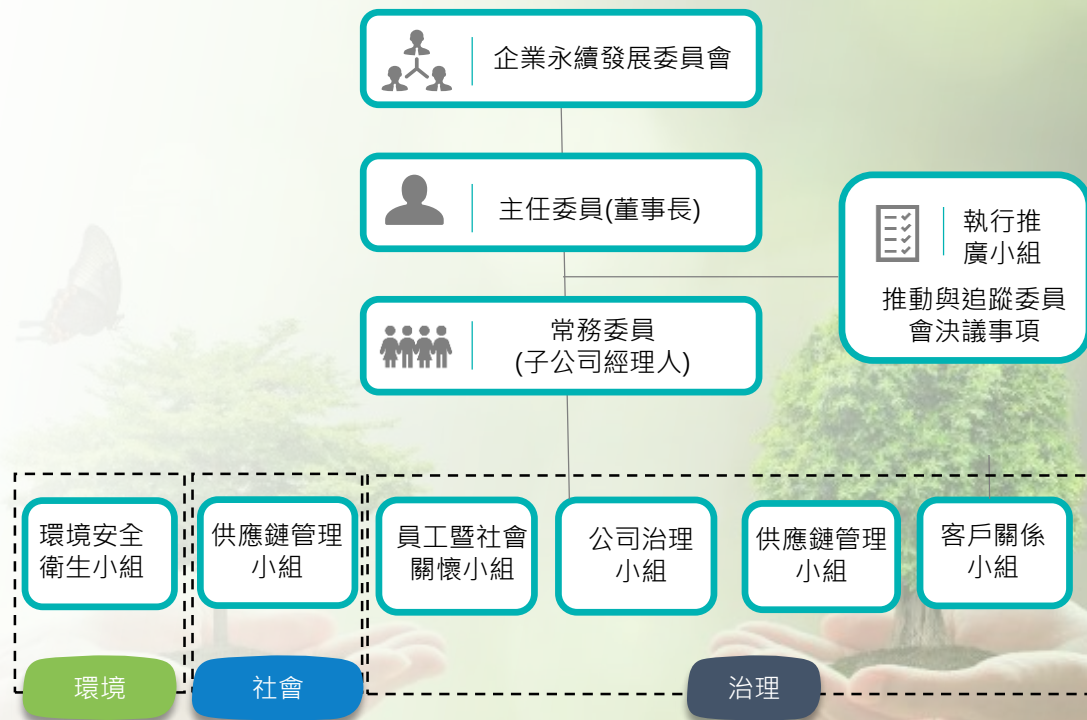 企業永續發展委員會
主任委員(董事長)
執行推
廣小組
推動與追蹤委員
會決議事項
常務委員
(子公司經理人)
環境安全
衛生小組
供應鏈管理
小組
員工暨社會
關懷小組
公司治理
小組
供應鏈管理
小組
客戶關係
小組
環境
社會
治理